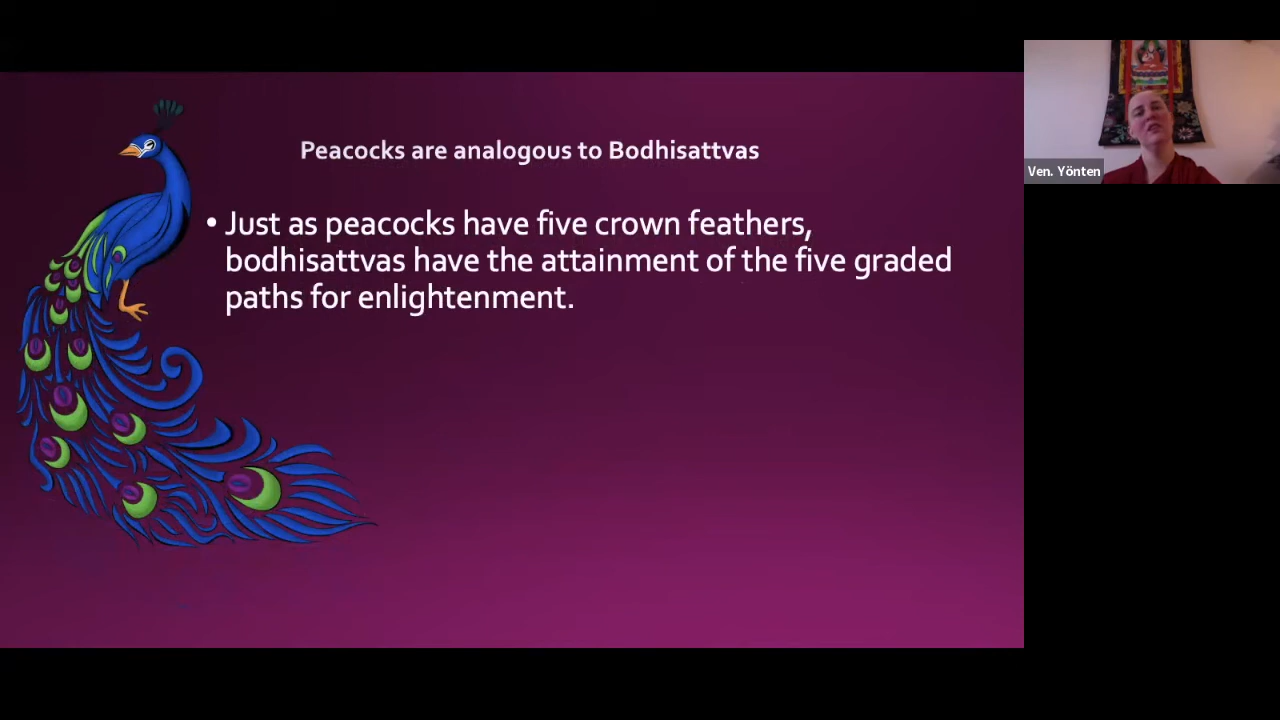 Peacocks are analogous to Bodhisattvas
• Just as peacocks have five crown feathers,
bodhisattvas have the attainment of the five graded
paths for enlightenment.
Ven. Yönten